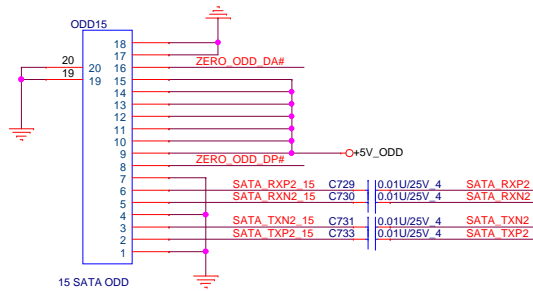 ODD15
18
17
20 20 16 ZERO_ODD_DA#
19 19 15
14
13
12
11
10
9 +5V_ODD
8 ZERO_ODD_DP#
7
6 SATA_RXP2_15 C729 0.01U/25V_4 SATA_RXP2
5 SATA_RXN2_15 C730 0.01U/25V_4 SATA_RXN2
4
3 SATA_TXN2_15 C731 0.01U/25V_4 SATA_TXN2
2 SATA_TXP2_15 C733 0.01U/25V_4 SATA_TXP2
1
15 SATA ODD